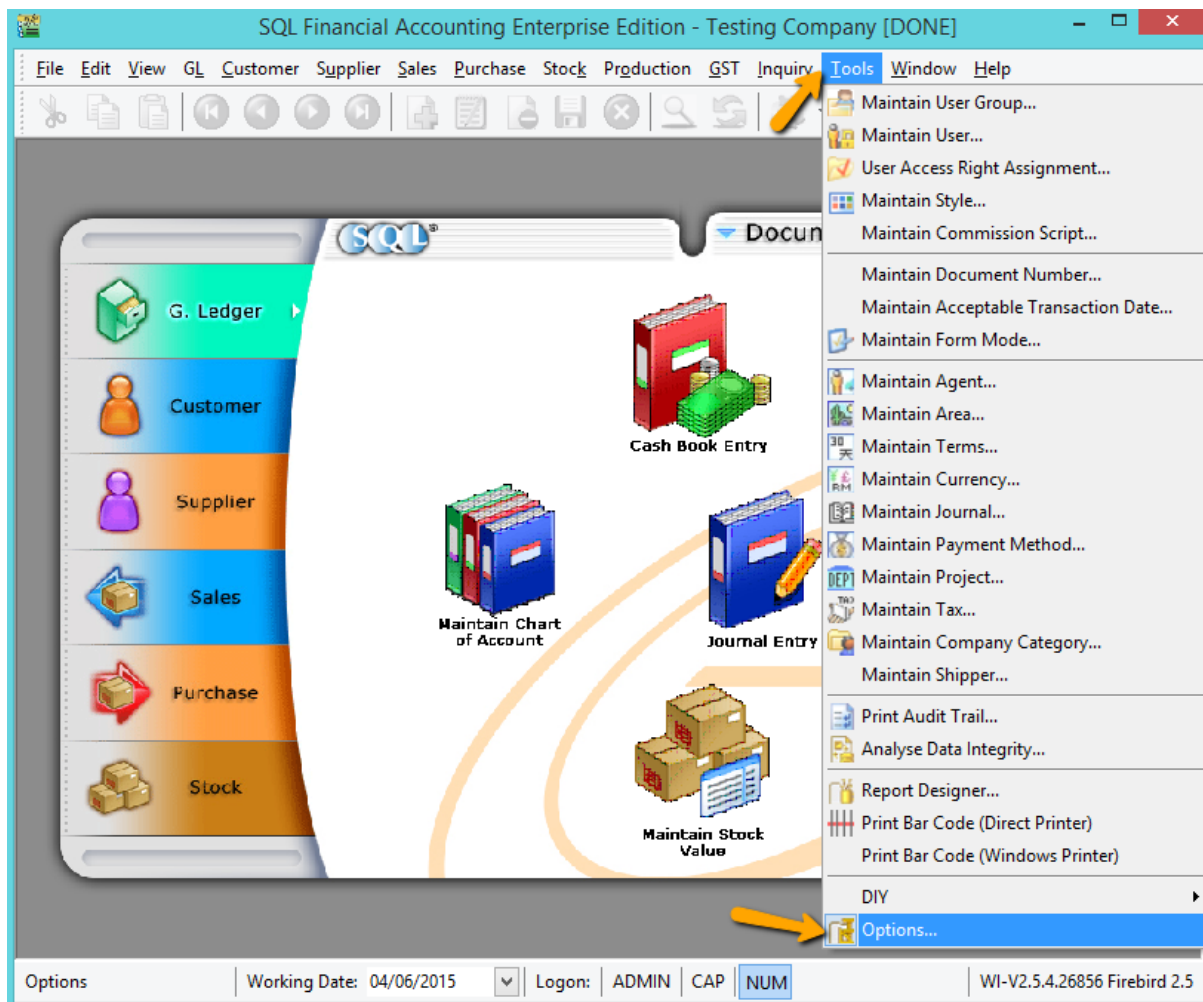 SQL Financial Accounting Enterprise Edition - Testing Company [DONE]
File Edit View GL Customer Supplier Sales Purchase Stock Production GST Inquiry Tools Window Help
Maintain User Group...
Maintain User...
User Access Right Assignment...
Maintain Style...
Maintain Commission Script...
Maintain Document Number...
Maintain Acceptable Transaction Date...
Maintain Form Mode...
Maintain Agent...
Maintain Area...
30 天
Maintain Terms...
RM
Maintain Currency...
Maintain Journal...
Maintain Payment Method...
DEPT
Maintain Project...
TAX
Maintain Tax...
Maintain Company Category...
Maintain Shipper...
Print Audit Trail...
Analyse Data Integrity...
Report Designer...
Print Bar Code (Direct Printer)
Print Bar Code (Windows Printer)
DIY
Options...
SQL®
Docum
G. Ledger
Customer
Supplier
Sales
Purchase
Stock
Cash Book Entry
Maintain Chart
of Account
Journal Entry
Maintain Stock
Value
Options
Working Date: 04/06/2015
Logon: ADMIN CAP NUM
WI-V2.5.4.26856 Firebird 2.5